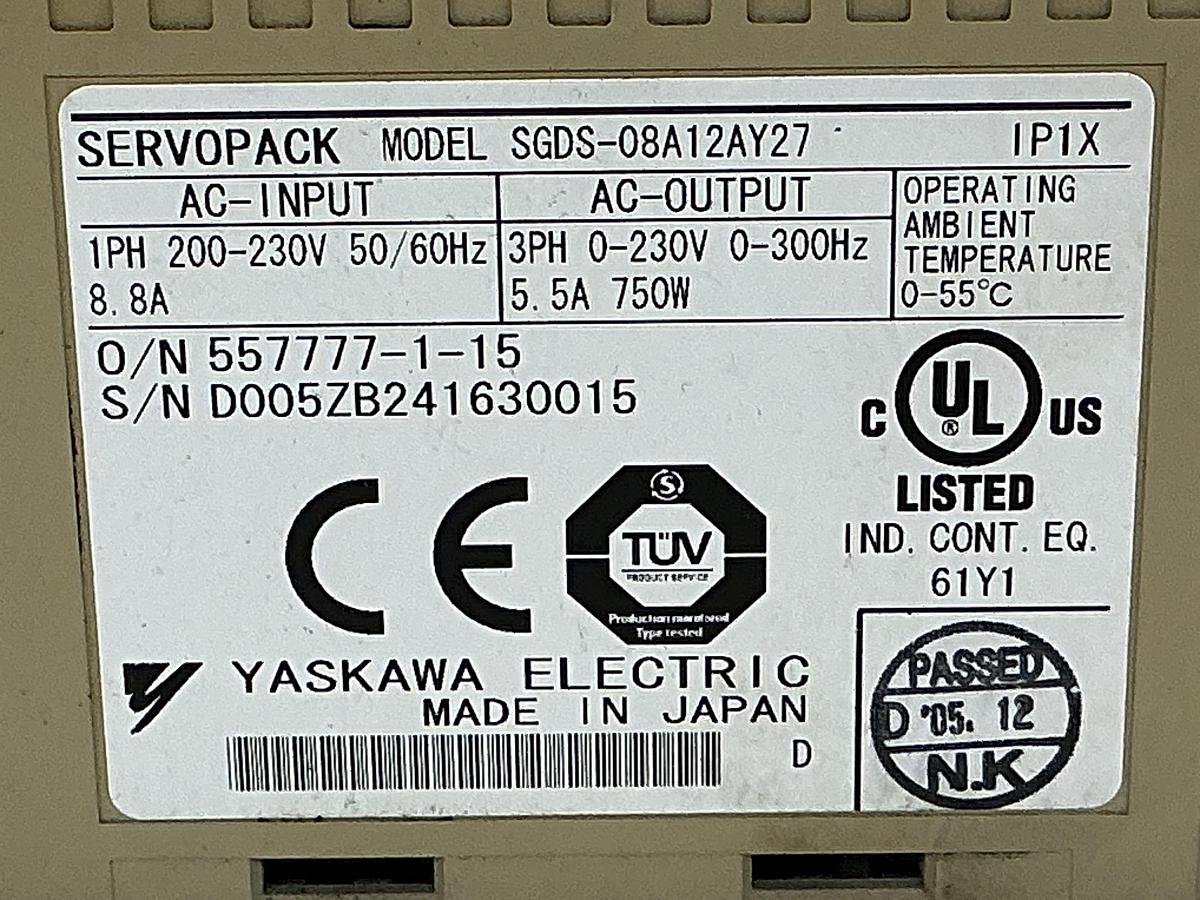 SERVOPACK MODEL SGDS-08A12AY27 IP1X
AC-INPUT AC-OUTPUT
1PH 200-230V 50/60Hz 3PH 0-230V 0-300Hz
8.8A 5.5A 750W
OPERATING
AMBIENT
TEMPERATURE
0-55℃
O/N 557777-1-15
S/N D005ZB241630015
C UL® US
LISTED
IND. CONT. EQ.
61Y1
CE
S
TÜV
PRODUCT SERVICE
Production monitored
Type tested
YASKAWA ELECTRIC
MADE IN JAPAN
D
PASSED
D '05. 12
N.K